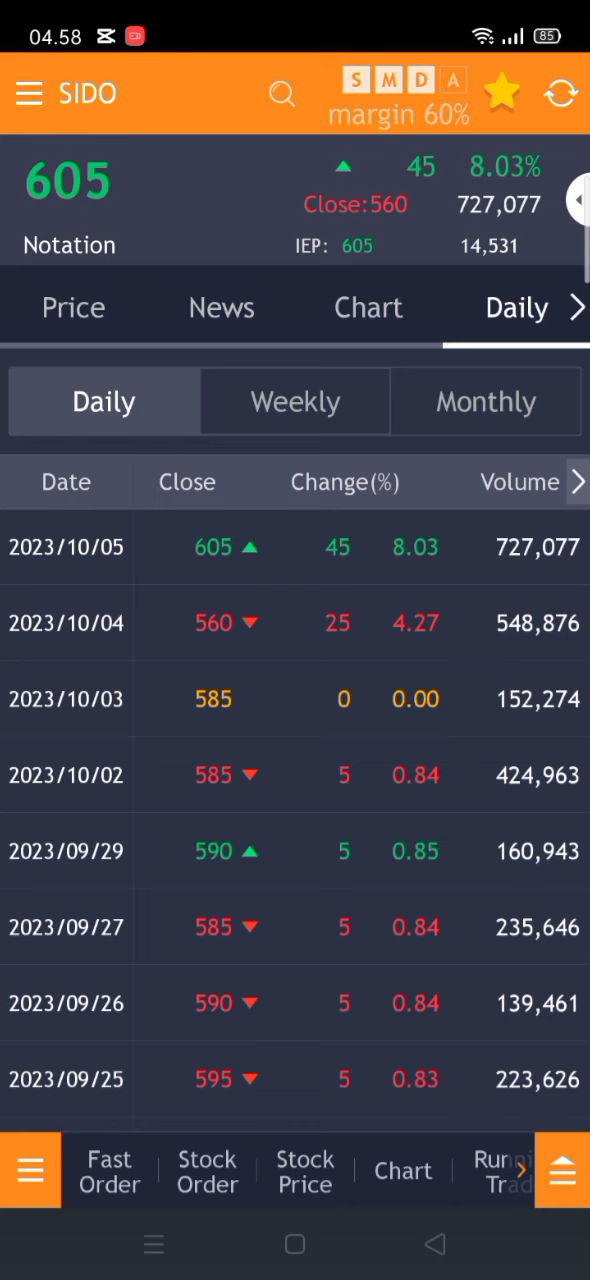 04.58 85
SIDO S M D A
margin 60%
605 ▲ 45 8.03%
Close:560 727,077
Notation IEP: 605 14,531
Price News Chart Daily
Daily Weekly Monthly
Date Close Change(%) Volume
2023/10/05 605 ▲ 45 8.03 727,077
2023/10/04 560 ▼ 25 4.27 548,876
2023/10/03 585 0 0.00 152,274
2023/10/02 585 ▼ 5 0.84 424,963
2023/09/29 590 ▲ 5 0.85 160,943
2023/09/27 585 ▼ 5 0.84 235,646
2023/09/26 590 ▼ 5 0.84 139,461
2023/09/25 595 ▼ 5 0.83 223,626
Fast Order Stock Order Stock Price Chart